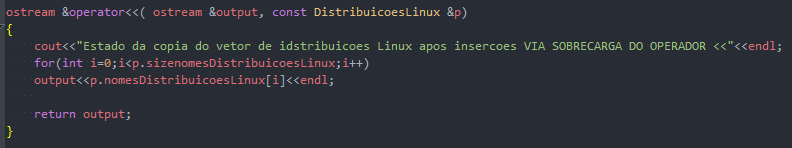 ostream &operator<<( ostream &output, const DistribuicoesLinux &p)
{
cout<<"Estado da copia do vetor de idstribuicoes Linux apos insercoes VIA SOBRECARGA DO OPERADOR <<"<<endl;
for(int i=0;i<p.sizenomesDistribuicoesLinux;i++)
output<<p.nomesDistribuicoesLinux[i]<<endl;
return output;
}